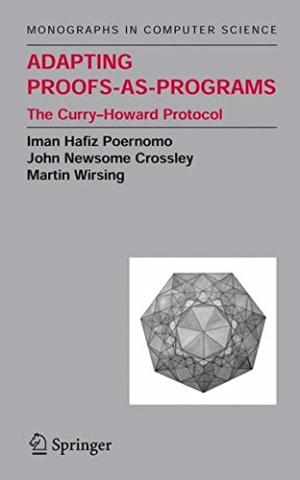 MONOGRAPHS IN COMPUTER SCIENCE
ADAPTING
PROOFS-AS-PROGRAMS
The Curry–Howard Protocol
Iman Hafiz Poernomo
John Newsome Crossley
Martin Wirsing
Springer